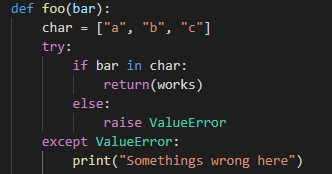 def foo(bar):
    char = ["a", "b", "c"]
    try:
        if bar in char:
            return(works)
        else:
            raise ValueError
    except ValueError:
        print("Somethings wrong here")